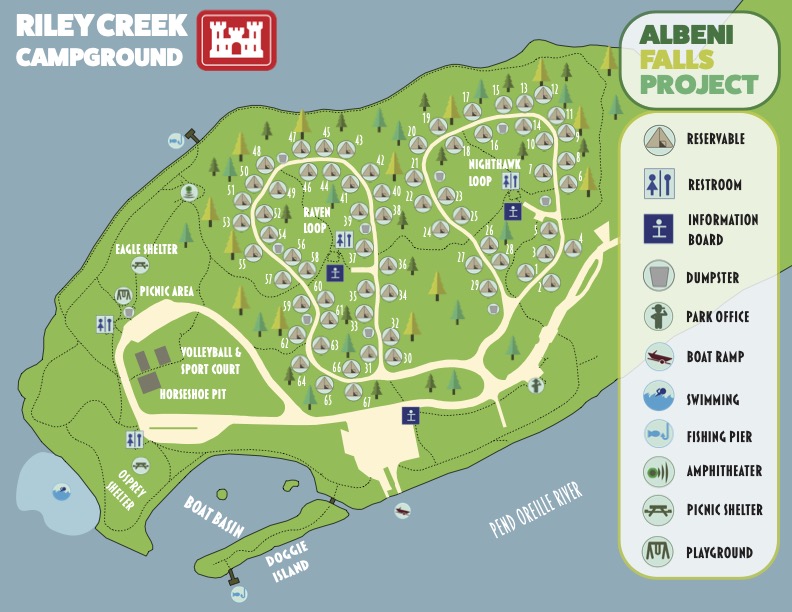 RILEY CREEK
CAMPGROUND
ALBENI
FALLS
PROJECT
RESERVABLE
RESTROOM
INFORMATION
BOARD
DUMPSTER
PARK OFFICE
BOAT RAMP
SWIMMING
FISHING PIER
AMPHITHEATER
PICNIC SHELTER
PLAYGROUND
15
13
12
17
11
14
19
16
10
9
20
18
8
7
21
6
NIGHTHAWK
LOOP
22
23
25
24
5
4
26
3
28
1
27
2
29
47
45
43
48
42
50
46
44
49
41
40
51
RAVEN
LOOP
39
38
52
53
54
56
37
36
55
58
57
60
35
34
59
61
33
32
62
63
30
66
31
64
65
67
EAGLE SHELTER
PICNIC AREA
VOLLEYBALL &
SPORT COURT
HORSESHOE PIT
OSPREY
SHELTER
BOAT BASIN
DOGGIE
ISLAND
PEND OREILLE RIVER